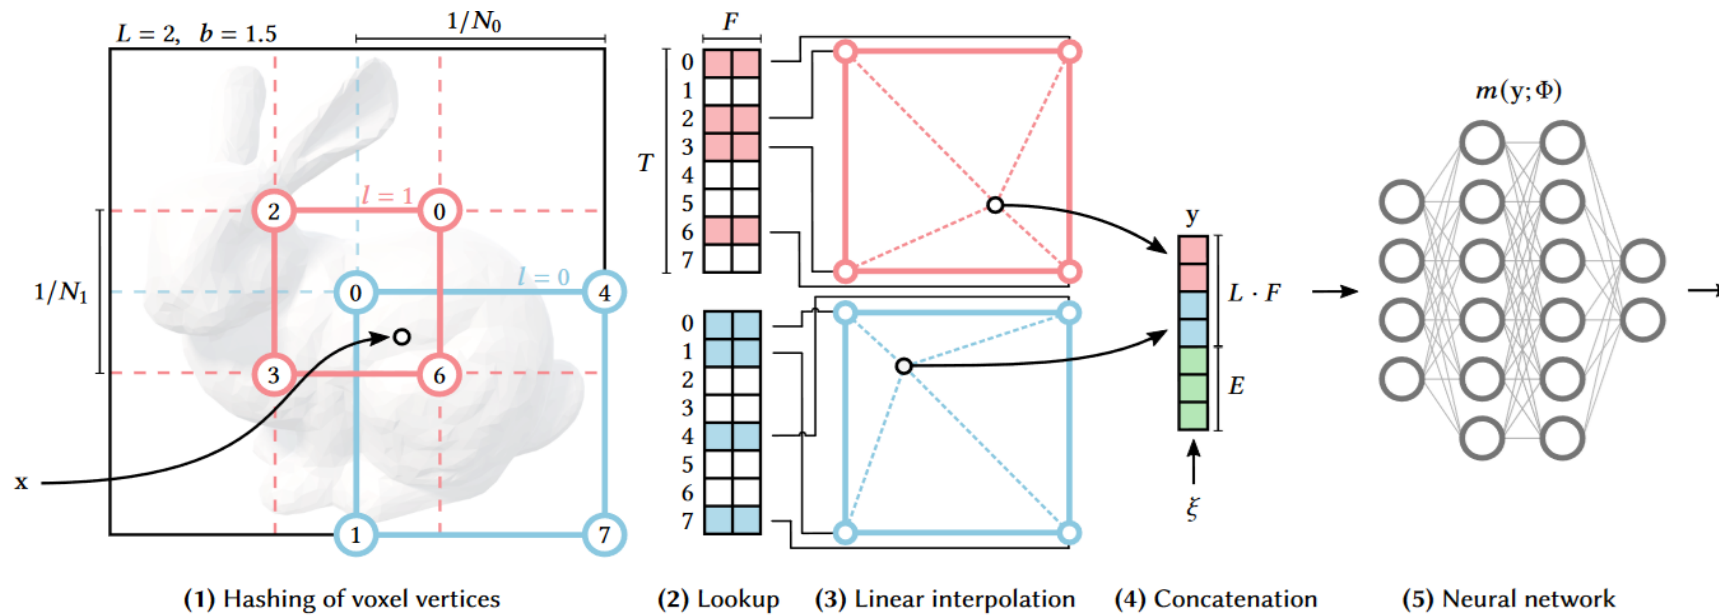 L = 2, b = 1.5
1/N₀
l = 1
2
0
l = 0
0
4
1/N₁
3
6
x
1
7
(1) Hashing of voxel vertices
F
T
0
1
2
3
4
5
6
7
0
1
2
3
4
5
6
7
(2) Lookup
(3) Linear interpolation
y
L · F
E
ξ
(4) Concatenation
m(y; Φ)
(5) Neural network